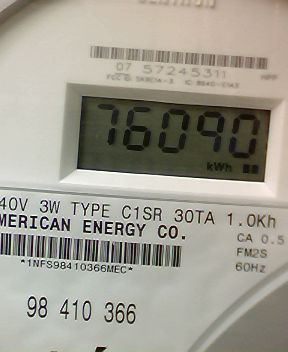 07 57245311
76090
kWh
40V 3W TYPE C1SR 30TA 1.0Kh
MERICAN ENERGY CO.
CA 0.5
FM2S
60Hz
*1NFS98410366MEC*
98 410 366